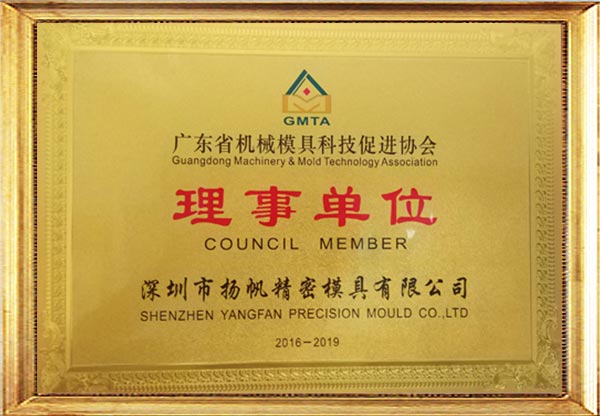 GMTA
广东省机械模具科技促进协会
Guangdong Machinery & Mold Technology Association
理事单位
COUNCIL MEMBER
深圳市扬帆精密模具有限公司
SHENZHEN YANGFAN PRECISION MOULD CO.,LTD
2016－2019